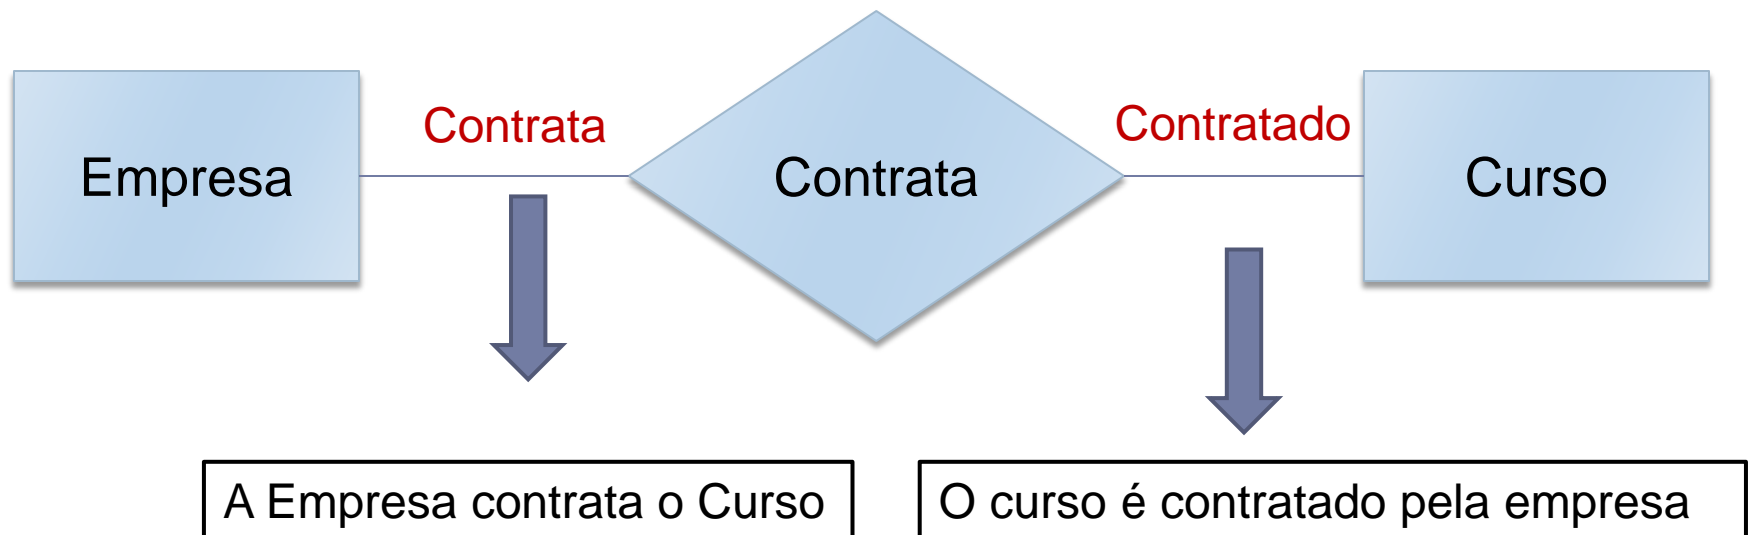 Contrata
Contratado
Empresa
Contrata
Curso
A Empresa contrata o Curso
O curso é contratado pela empresa